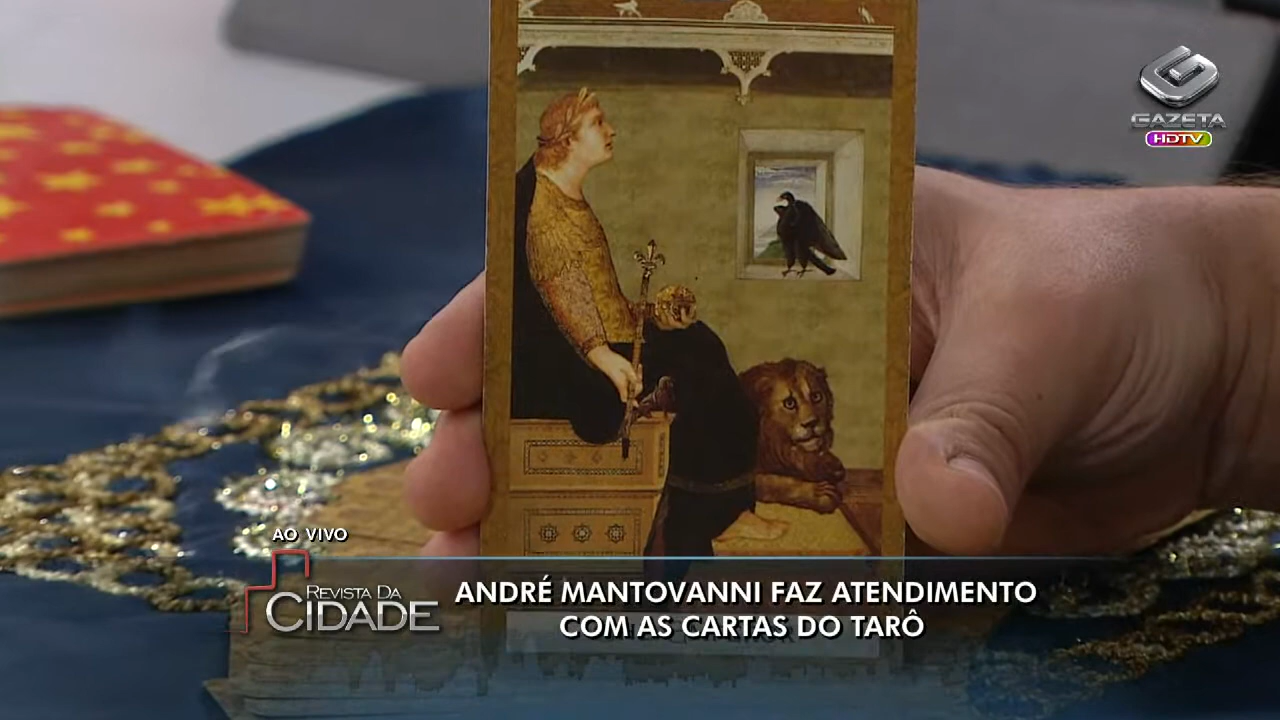 GAZETA
HDTV
AO VIVO
REVISTA DA
CIDADE
ANDRÉ MANTOVANNI FAZ ATENDIMENTO
COM AS CARTAS DO TARÔ